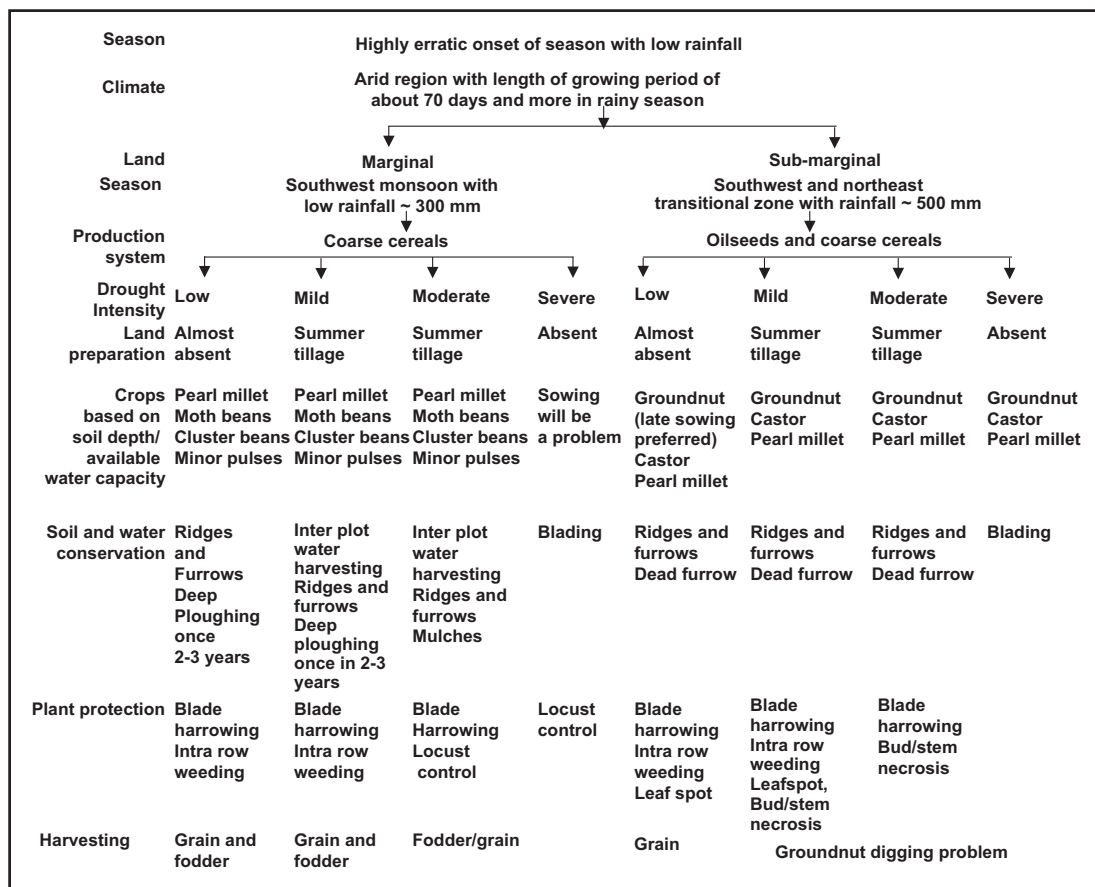 Season
Highly erratic onset of season with low rainfall
Climate
Arid region with length of growing period of
about 70 days and more in rainy season
Land
Marginal
Sub-marginal
Season
Southwest monsoon with
low rainfall ~ 300 mm
Southwest and northeast
transitional zone with rainfall ~ 500 mm
Production
system
Coarse cereals
Oilseeds and coarse cereals
Drought
Intensity
Low
Mild
Moderate
Severe
Low
Mild
Moderate
Severe
Land
preparation
Almost
absent
Summer
tillage
Summer
tillage
Absent
Almost
absent
Summer
tillage
Summer
tillage
Absent
Crops
based on
soil depth/
available
water capacity
Pearl millet
Moth beans
Cluster beans
Minor pulses
Pearl millet
Moth beans
Cluster beans
Minor pulses
Pearl millet
Moth beans
Cluster beans
Minor pulses
Sowing
will be
a problem
Groundnut
(late sowing
preferred)
Castor
Pearl millet
Groundnut
Castor
Pearl millet
Groundnut
Castor
Pearl millet
Groundnut
Castor
Pearl millet
Soil and water
conservation
Ridges
and
Furrows
Deep
Ploughing
once
2-3 years
Inter plot
water
harvesting
Ridges and
furrows
Deep
ploughing
once in 2-3
years
Inter plot
water
harvesting
Ridges and
furrows
Mulches
Blading
Ridges and
furrows
Dead furrow
Ridges and
furrows
Dead furrow
Ridges and
furrows
Dead furrow
Blading
Plant protection
Blade
harrowing
Intra row
weeding
Blade
harrowing
Intra row
weeding
Blade
Harrowing
Locust
control
Locust
control
Blade
harrowing
Intra row
weeding
Leaf spot
Blade
harrowing
Intra row
weeding
Leafspot,
Bud/stem
necrosis
Blade
harrowing
Bud/stem
necrosis
Harvesting
Grain and
fodder
Grain and
fodder
Fodder/grain
Grain
Groundnut digging problem